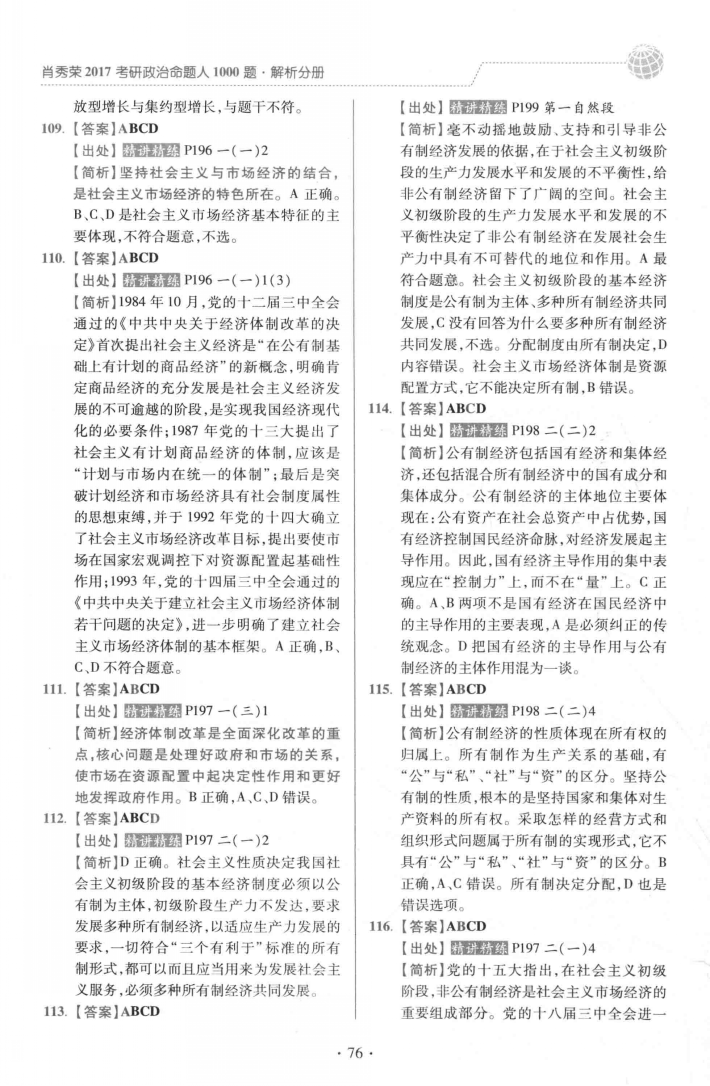 肖秀荣2017考研政治命题人1000题·解析分册
放型增长与集约型增长,与题干不符。
109. 【答案】ABCD
【出处】精讲精练 P196 一(一)2
【简析】坚持社会主义与市场经济的结合,
是社会主义市场经济的特色所在。A 正确。
B、C、D 是社会主义市场经济基本特征的主
要体现,不符合题意,不选。
110. 【答案】ABCD
【出处】精讲精练 P196 一(一)1(3)
【简析】1984 年 10 月,党的十二届三中全会
通过的《中共中央关于经济体制改革的决
定》首次提出社会主义经济是“在公有制基
础上有计划的商品经济”的新概念,明确肯
定商品经济的充分发展是社会主义经济发
展的不可逾越的阶段,是实现我国经济现代
化的必要条件;1987 年党的十三大提出了
社会主义有计划商品经济的体制,应该是
“计划与市场内在统一的体制”;最后是突
破计划经济和市场经济具有社会制度属性
的思想束缚,并于 1992 年党的十四大确立
了社会主义市场经济改革目标,提出要使市
场在国家宏观调控下对资源配置起基础性
作用;1993 年,党的十四届三中全会通过的
《中共中央关于建立社会主义市场经济体制
若干问题的决定》,进一步明确了建立社会
主义市场经济体制的基本框架。A 正确,B、
C、D 不符合题意。
111. 【答案】ABCD
【出处】精讲精练 P197 一(三)1
【简析】经济体制改革是全面深化改革的重
点,核心问题是处理好政府和市场的关系,
使市场在资源配置中起决定性作用和更好
地发挥政府作用。B 正确,A、C、D 错误。
112. 【答案】ABCD
【出处】精讲精练 P197 二(一)2
【简析】D 正确。社会主义性质决定我国社
会主义初级阶段的基本经济制度必须以公
有制为主体,初级阶段生产力不发达,要求
发展多种所有制经济,以适应生产力发展的
要求,一切符合“三个有利于”标准的所有
制形式,都可以而且应当用来为发展社会主
义服务,必须多种所有制经济共同发展。
113. 【答案】ABCD
【出处】精讲精练 P199 第一自然段
【简析】毫不动摇地鼓励、支持和引导非公
有制经济发展的依据,在于社会主义初级阶
段的生产力发展水平和发展的不平衡性,给
非公有制经济留下了广阔的空间。社会主
义初级阶段的生产力发展水平和发展的不
平衡性决定了非公有制经济在发展社会生
产力中具有不可替代的地位和作用。A 最
符合题意。社会主义初级阶段的基本经济
制度是公有制为主体、多种所有制经济共同
发展,C 没有回答为什么要多种所有制经济
共同发展,不选。分配制度由所有制决定,D
内容错误。社会主义市场经济体制是资源
配置方式,它不能决定所有制,B 错误。
114. 【答案】ABCD
【出处】精讲精练 P198 二(二)2
【简析】公有制经济包括国有经济和集体经
济,还包括混合所有制经济中的国有成分和
集体成分。公有制经济的主体地位主要体
现在:公有资产在社会总资产中占优势,国
有经济控制国民经济命脉,对经济发展起主
导作用。因此,国有经济主导作用的集中表
现应在“控制力”上,而不在“量”上。C 正
确。A、B 两项不是国有经济在国民经济中
的主导作用的主要表现,A 是必须纠正的传
统观念。D 把国有经济的主导作用与公有
制经济的主体作用混为一谈。
115. 【答案】ABCD
【出处】精讲精练 P198 二(二)4
【简析】公有制经济的性质体现在所有权的
归属上。所有制作为生产关系的基础,有
“公”与“私”、“社”与“资”的区分。坚持公
有制的性质,根本的是坚持国家和集体对生
产资料的所有权。采取怎样的经营方式和
组织形式问题属于所有制的实现形式,它不
具有“公”与“私”、“社”与“资”的区分。B
正确,A、C 错误。所有制决定分配,D 也是
错误选项。
116. 【答案】ABCD
【出处】精讲精练 P197 二(一)4
【简析】党的十五大指出,在社会主义初级
阶段,非公有制经济是社会主义市场经济的
重要组成部分。党的十八届三中全会进一
· 76 ·